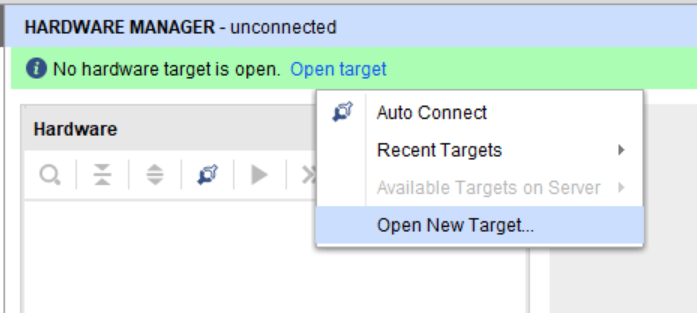 HARDWARE MANAGER - unconnected
No hardware target is open. Open target
Hardware
Auto Connect
Recent Targets
Available Targets on Server
Open New Target...